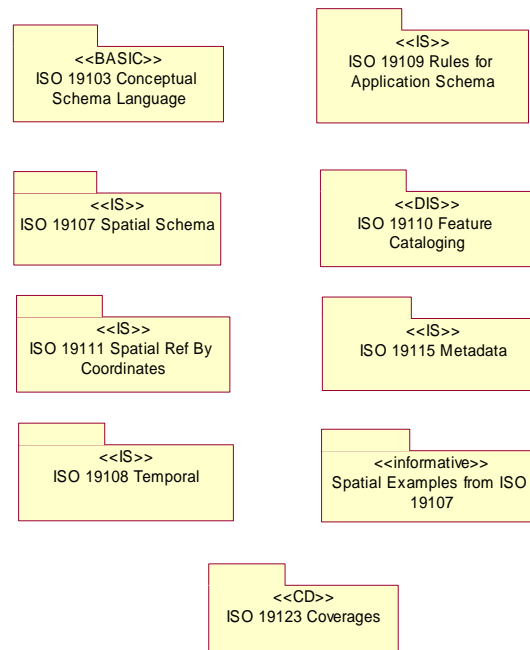 <<BASIC>>
ISO 19103 Conceptual
Schema Language
<<IS>>
ISO 19109 Rules for
Application Schema
<<IS>>
ISO 19107 Spatial Schema
<<DIS>>
ISO 19110 Feature
Cataloging
<<IS>>
ISO 19111 Spatial Ref By
Coordinates
<<IS>>
ISO 19115 Metadata
<<IS>>
ISO 19108 Temporal
<<informative>>
Spatial Examples from ISO
19107
<<CD>>
ISO 19123 Coverages